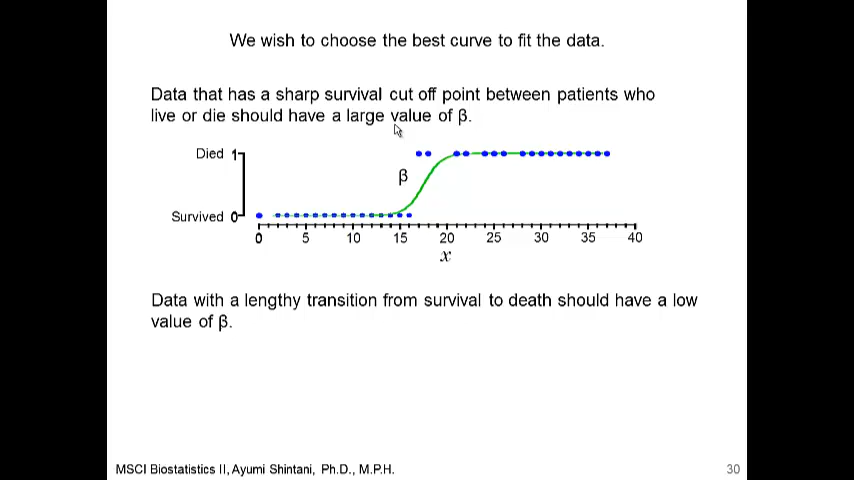 We wish to choose the best curve to fit the data.
Data that has a sharp survival cut off point between patients who
live or die should have a large value of β.
Died 1
β
Survived 0
0 5 10 15 20 25 30 35 40
x
Data with a lengthy transition from survival to death should have a low
value of β.
MSCI Biostatistics II, Ayumi Shintani, Ph.D., M.P.H. 30